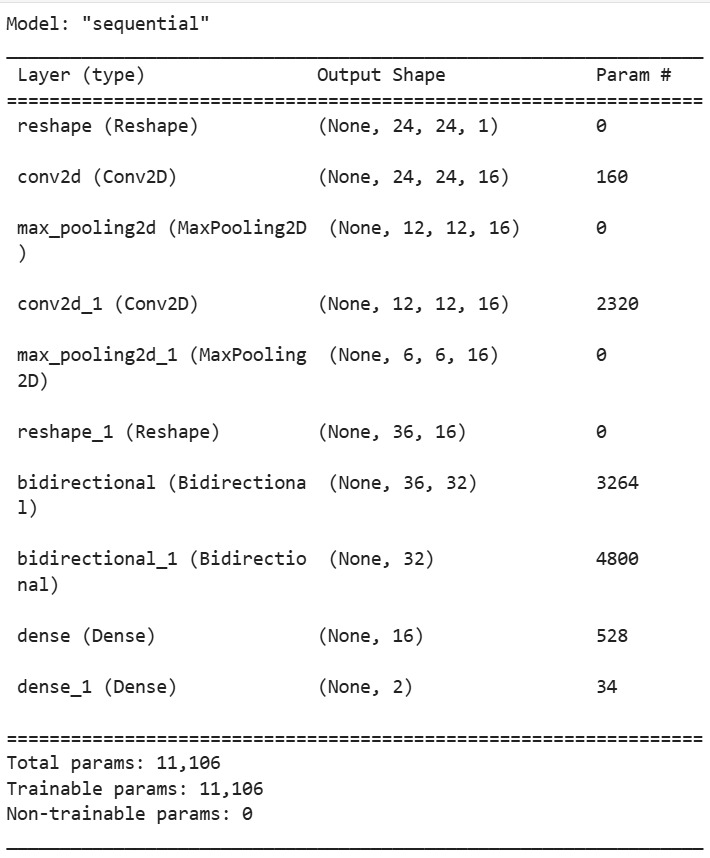 Model: "sequential"
Layer (type) Output Shape Param #
reshape (Reshape) (None, 24, 24, 1) 0
conv2d (Conv2D) (None, 24, 24, 16) 160
max_pooling2d (MaxPooling2D (None, 12, 12, 16) 0
)
conv2d_1 (Conv2D) (None, 12, 12, 16) 2320
max_pooling2d_1 (MaxPooling (None, 6, 6, 16) 0
2D)
reshape_1 (Reshape) (None, 36, 16) 0
bidirectional (Bidirectiona (None, 36, 32) 3264
l)
bidirectional_1 (Bidirectio (None, 32) 4800
nal)
dense (Dense) (None, 16) 528
dense_1 (Dense) (None, 2) 34
Total params: 11,106
Trainable params: 11,106
Non-trainable params: 0